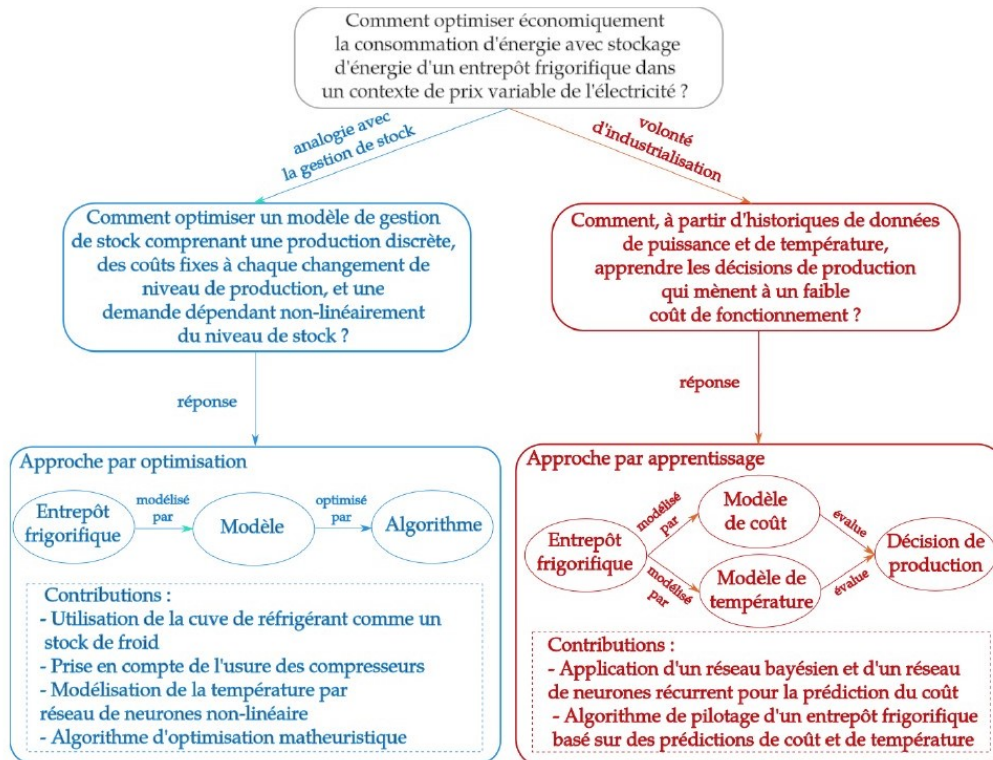 Comment optimiser économiquement
la consommation d'énergie avec stockage
d'énergie d'un entrepôt frigorifique dans
un contexte de prix variable de l'électricité ?
analogie avec
la gestion de stock
volonté
d'industrialisation
Comment optimiser un modèle de gestion
de stock comprenant une production discrète,
des coûts fixes à chaque changement de
niveau de production, et une
demande dépendant non-linéairement
du niveau de stock ?
Comment, à partir d'historiques de données
de puissance et de température,
apprendre les décisions de production
qui mènent à un faible
coût de fonctionnement ?
réponse
réponse
Approche par optimisation
Entrepôt
frigorifique
modélisé
par
Modèle
optimisé
par
Algorithme
Contributions :
- Utilisation de la cuve de réfrigérant comme un
stock de froid
- Prise en compte de l'usure des compresseurs
- Modélisation de la température par
réseau de neurones non-linéaire
- Algorithme d'optimisation matheuristique
Approche par apprentissage
Entrepôt
frigorifique
modélisé
par
Modèle
de coût
évalue
modélisé
par
Modèle de
température
évalue
Décision de
production
Contributions :
- Application d'un réseau bayésien et d'un réseau
de neurones récurrent pour la prédiction du coût
- Algorithme de pilotage d'un entrepôt frigorifique
basé sur des prédictions de coût et de température